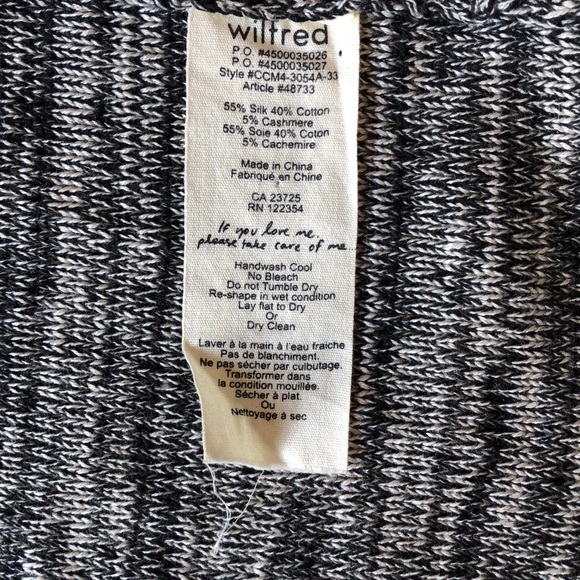 wilfred
P.O. #4500035026
P.O. #4500035027
Style #CCM4-3054A-33
Article #48733
55% Silk 40% Cotton
5% Cashmere
55% Soie 40% Coton
5% Cachemire
Made in China
Fabriqué en Chine
CA 23725
RN 122354
If you love me,
please take care of me
Handwash Cool
No Bleach
Do not Tumble Dry
Re-shape in wet condition
Lay flat to Dry
Or
Dry Clean
Laver à la main à l'eau fraiche
Pas de blanchiment.
Ne pas sécher par culbutage.
Transformer dans
la condition mouillée.
Sécher à plat.
Ou
Nettoyage à sec